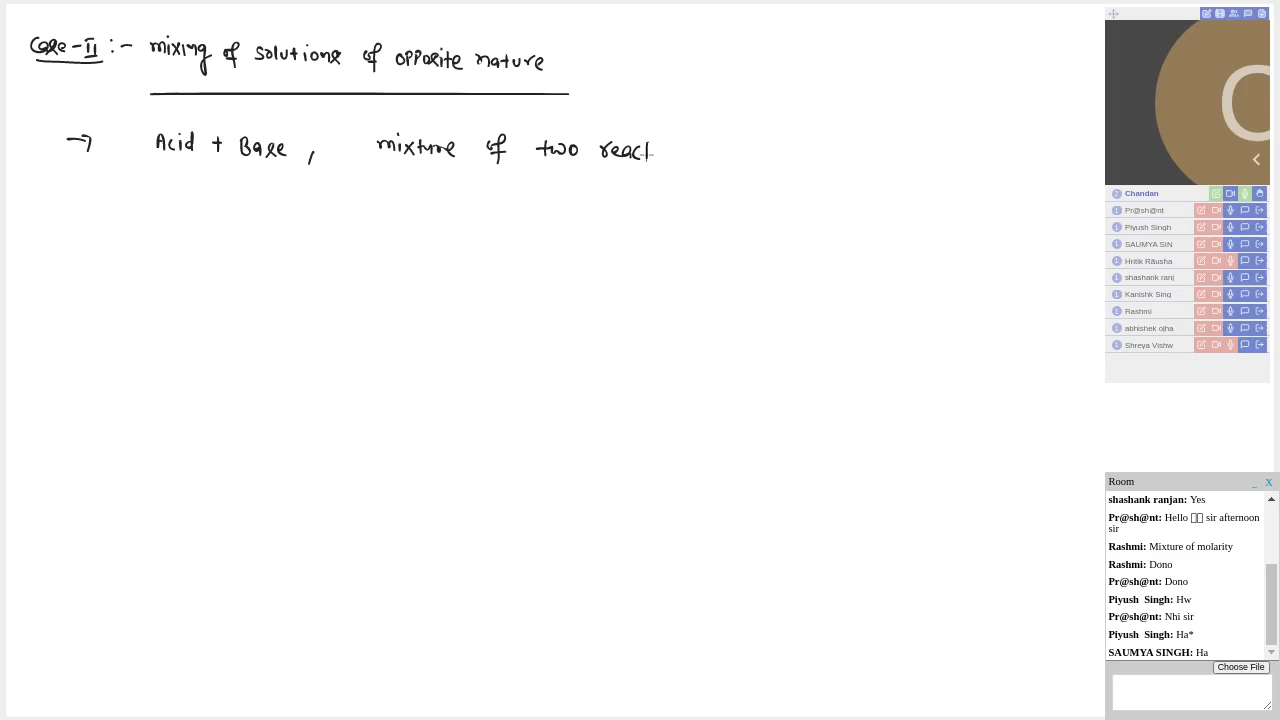 Case-II :- mixing of solutions of opposite nature
→ Acid + Base, mixture of two react
Chandan
Pr@sh@nt
Piyush Singh
SAUMYA SIN
Hritik Räusha
shashank ranj
Kanishk Sing
Rashmi
abhishek ojha
Shreya Vishw
Room _ X
shashank ranjan: Yes
Pr@sh@nt: Hello □□ sir afternoon
sir
Rashmi: Mixture of molarity
Rashmi: Dono
Pr@sh@nt: Dono
Piyush Singh: Hw
Pr@sh@nt: Nhi sir
Piyush Singh: Ha*
SAUMYA SINGH: Ha
Choose File